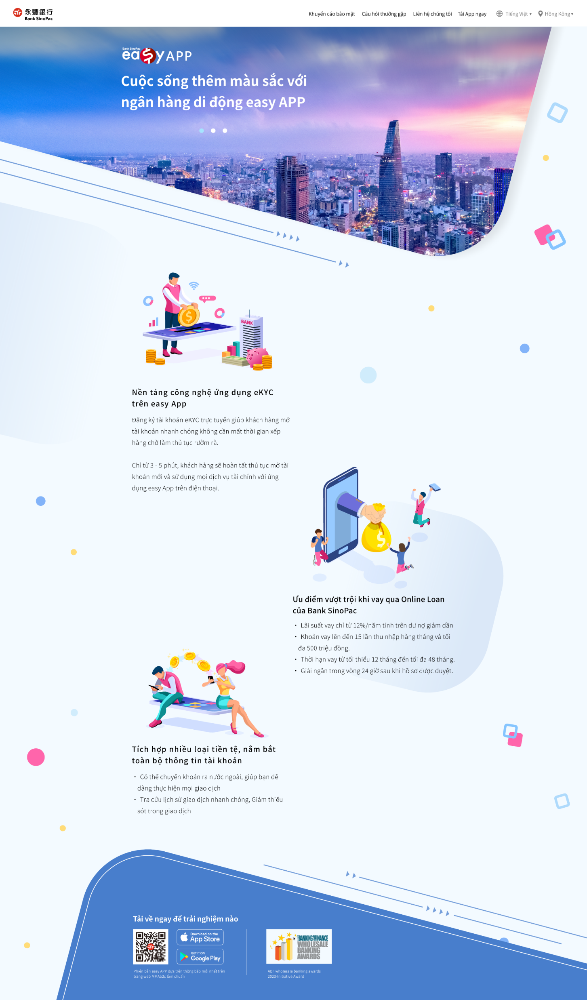 永豐銀行
Bank SinoPac
Khuyến cáo bảo mật Câu hỏi thường gặp Liên hệ chúng tôi Tải App ngay Tiếng Việt ▾ Hồng Kông ▾
Bank SinoPac
easy APP
Cuộc sống thêm màu sắc với
ngân hàng di động easy APP
BANK
Nền tảng công nghệ ứng dụng eKYC
trên easy App
Đăng ký tài khoản eKYC trực tuyến giúp khách hàng mở
tài khoản nhanh chóng không cần mất thời gian xếp
hàng chờ làm thủ tục rườm rà.
Chỉ từ 3 - 5 phút, khách hàng sẽ hoàn tất thủ tục mở tài
khoản mới và sử dụng mọi dịch vụ tài chính với ứng
dụng easy App trên điện thoại.
Ưu điểm vượt trội khi vay qua Online Loan
của Bank SinoPac
・ Lãi suất vay chỉ từ 12%/năm tính trên dư nợ giảm dần
・ Khoản vay lên đến 15 lần thu nhập hàng tháng và tối
đa 500 triệu đồng.
・ Thời hạn vay từ tối thiểu 12 tháng đến tối đa 48 tháng.
・ Giải ngân trong vòng 24 giờ sau khi hồ sơ được duyệt.
Tích hợp nhiều loại tiền tệ, nắm bắt
toàn bộ thông tin tài khoản
・ Có thể chuyển khoản ra nước ngoài, giúp bạn dễ
dàng thực hiện mọi giao dịch
・ Tra cứu lịch sử giao dịch nhanh chóng, Giảm thiếu
sót trong giao dịch
Tải về ngay để trải nghiệm nào
Download on the
App Store
GET IT ON
Google Play
Phiên bản easy APP dựa trên thông báo mới nhất trên
trang web MMAb2c làm chuẩn
ASIAN
BANKING & FINANCE
WHOLESALE
BANKING
AWARDS
ABF wholesale banking awards
2023-Initiative Award